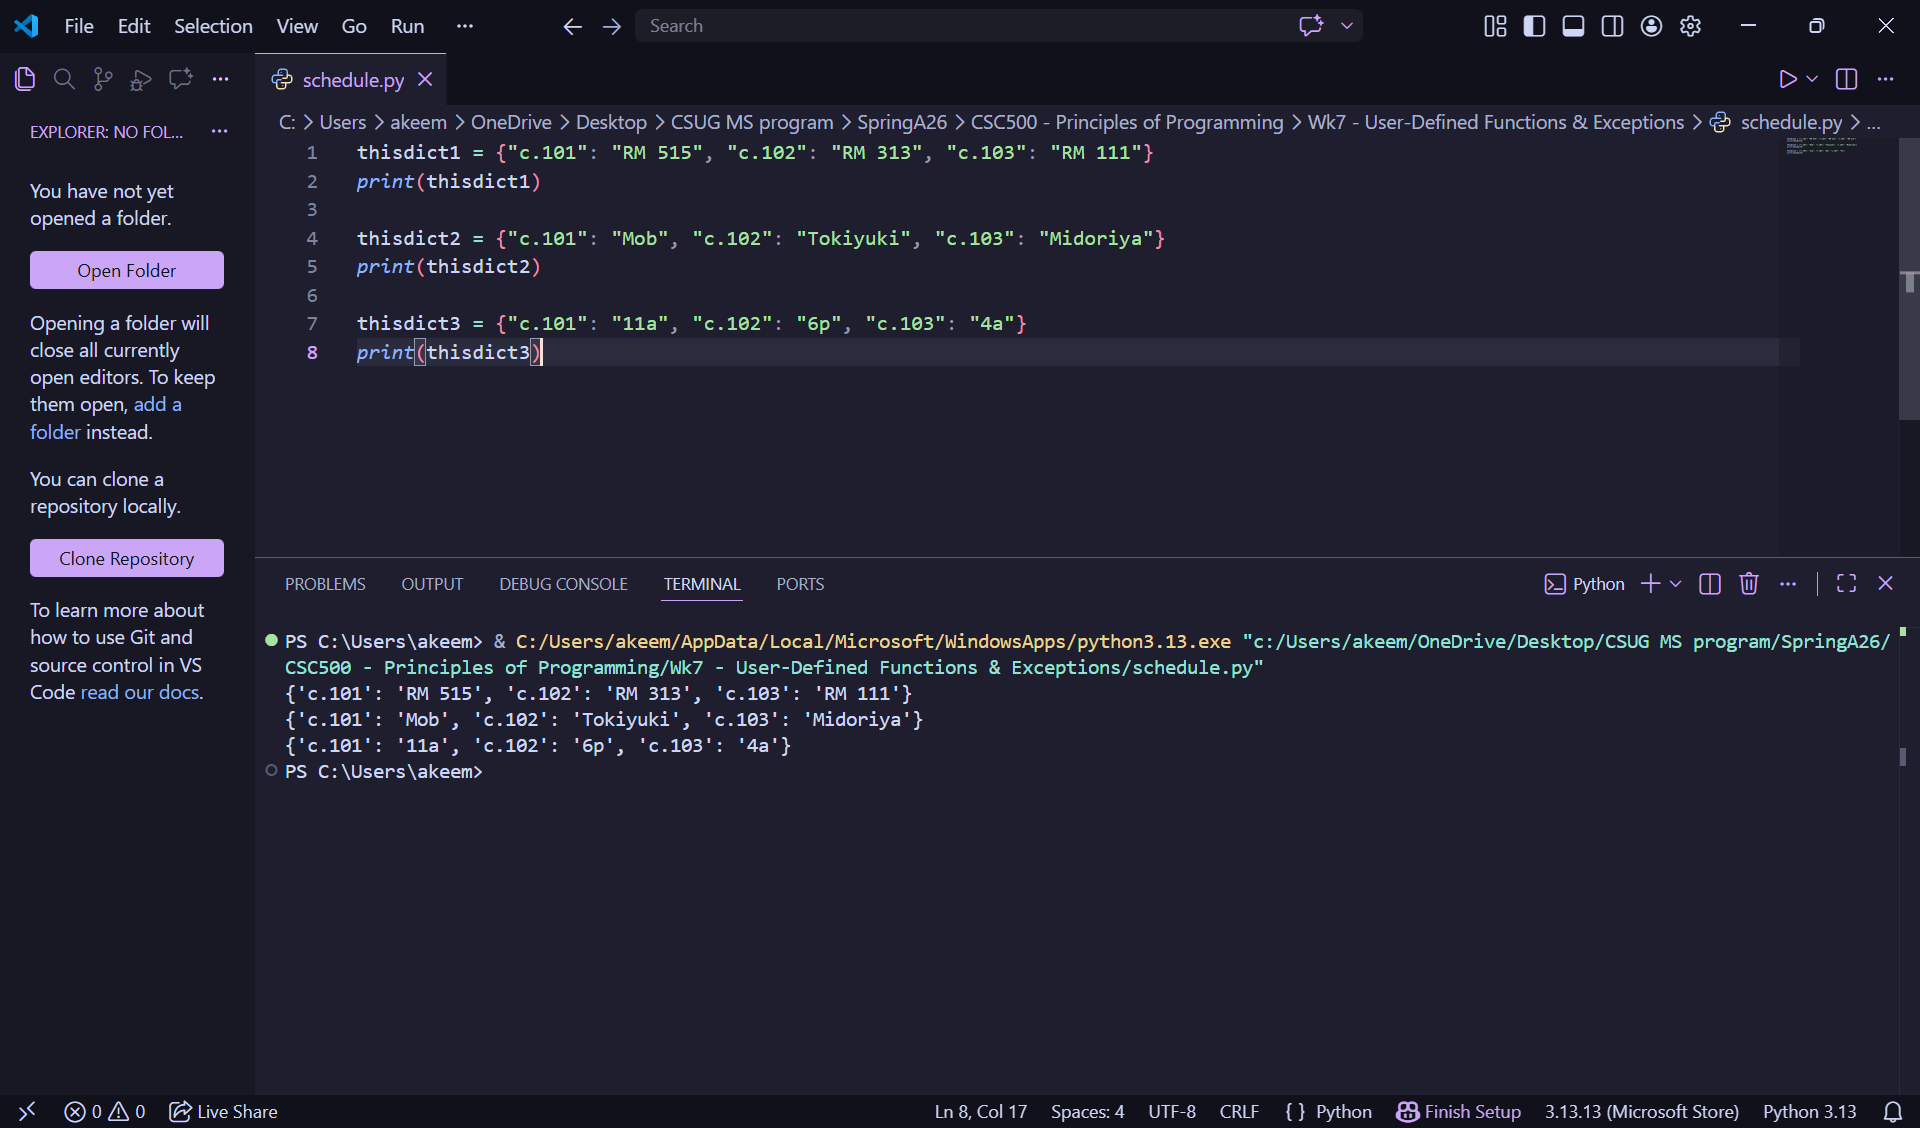 File Edit Selection View Go Run ··· Search
EXPLORER: NO FOL... ···
You have not yet
opened a folder.
Open Folder
Opening a folder will
close all currently
open editors. To keep
them open, add a
folder instead.
You can clone a
repository locally.
Clone Repository
To learn more about
how to use Git and
source control in VS
Code read our docs.
schedule.py
C: > Users > akeem > OneDrive > Desktop > CSUG MS program > SpringA26 > CSC500 - Principles of Programming > Wk7 - User-Defined Functions & Exceptions > schedule.py > ...
1 thisdict1 = {"c.101": "RM 515", "c.102": "RM 313", "c.103": "RM 111"}
2 print(thisdict1)
3
4 thisdict2 = {"c.101": "Mob", "c.102": "Tokiyuki", "c.103": "Midoriya"}
5 print(thisdict2)
6
7 thisdict3 = {"c.101": "11a", "c.102": "6p", "c.103": "4a"}
8 print(thisdict3)
PROBLEMS OUTPUT DEBUG CONSOLE TERMINAL PORTS Python
PS C:\Users\akeem> & C:/Users/akeem/AppData/Local/Microsoft/WindowsApps/python3.13.exe "c:/Users/akeem/OneDrive/Desktop/CSUG MS program/SpringA26/
CSC500 - Principles of Programming/Wk7 - User-Defined Functions & Exceptions/schedule.py"
{'c.101': 'RM 515', 'c.102': 'RM 313', 'c.103': 'RM 111'}
{'c.101': 'Mob', 'c.102': 'Tokiyuki', 'c.103': 'Midoriya'}
{'c.101': '11a', 'c.102': '6p', 'c.103': '4a'}
PS C:\Users\akeem>
0 0 Live Share Ln 8, Col 17 Spaces: 4 UTF-8 CRLF { } Python Finish Setup 3.13.13 (Microsoft Store) Python 3.13